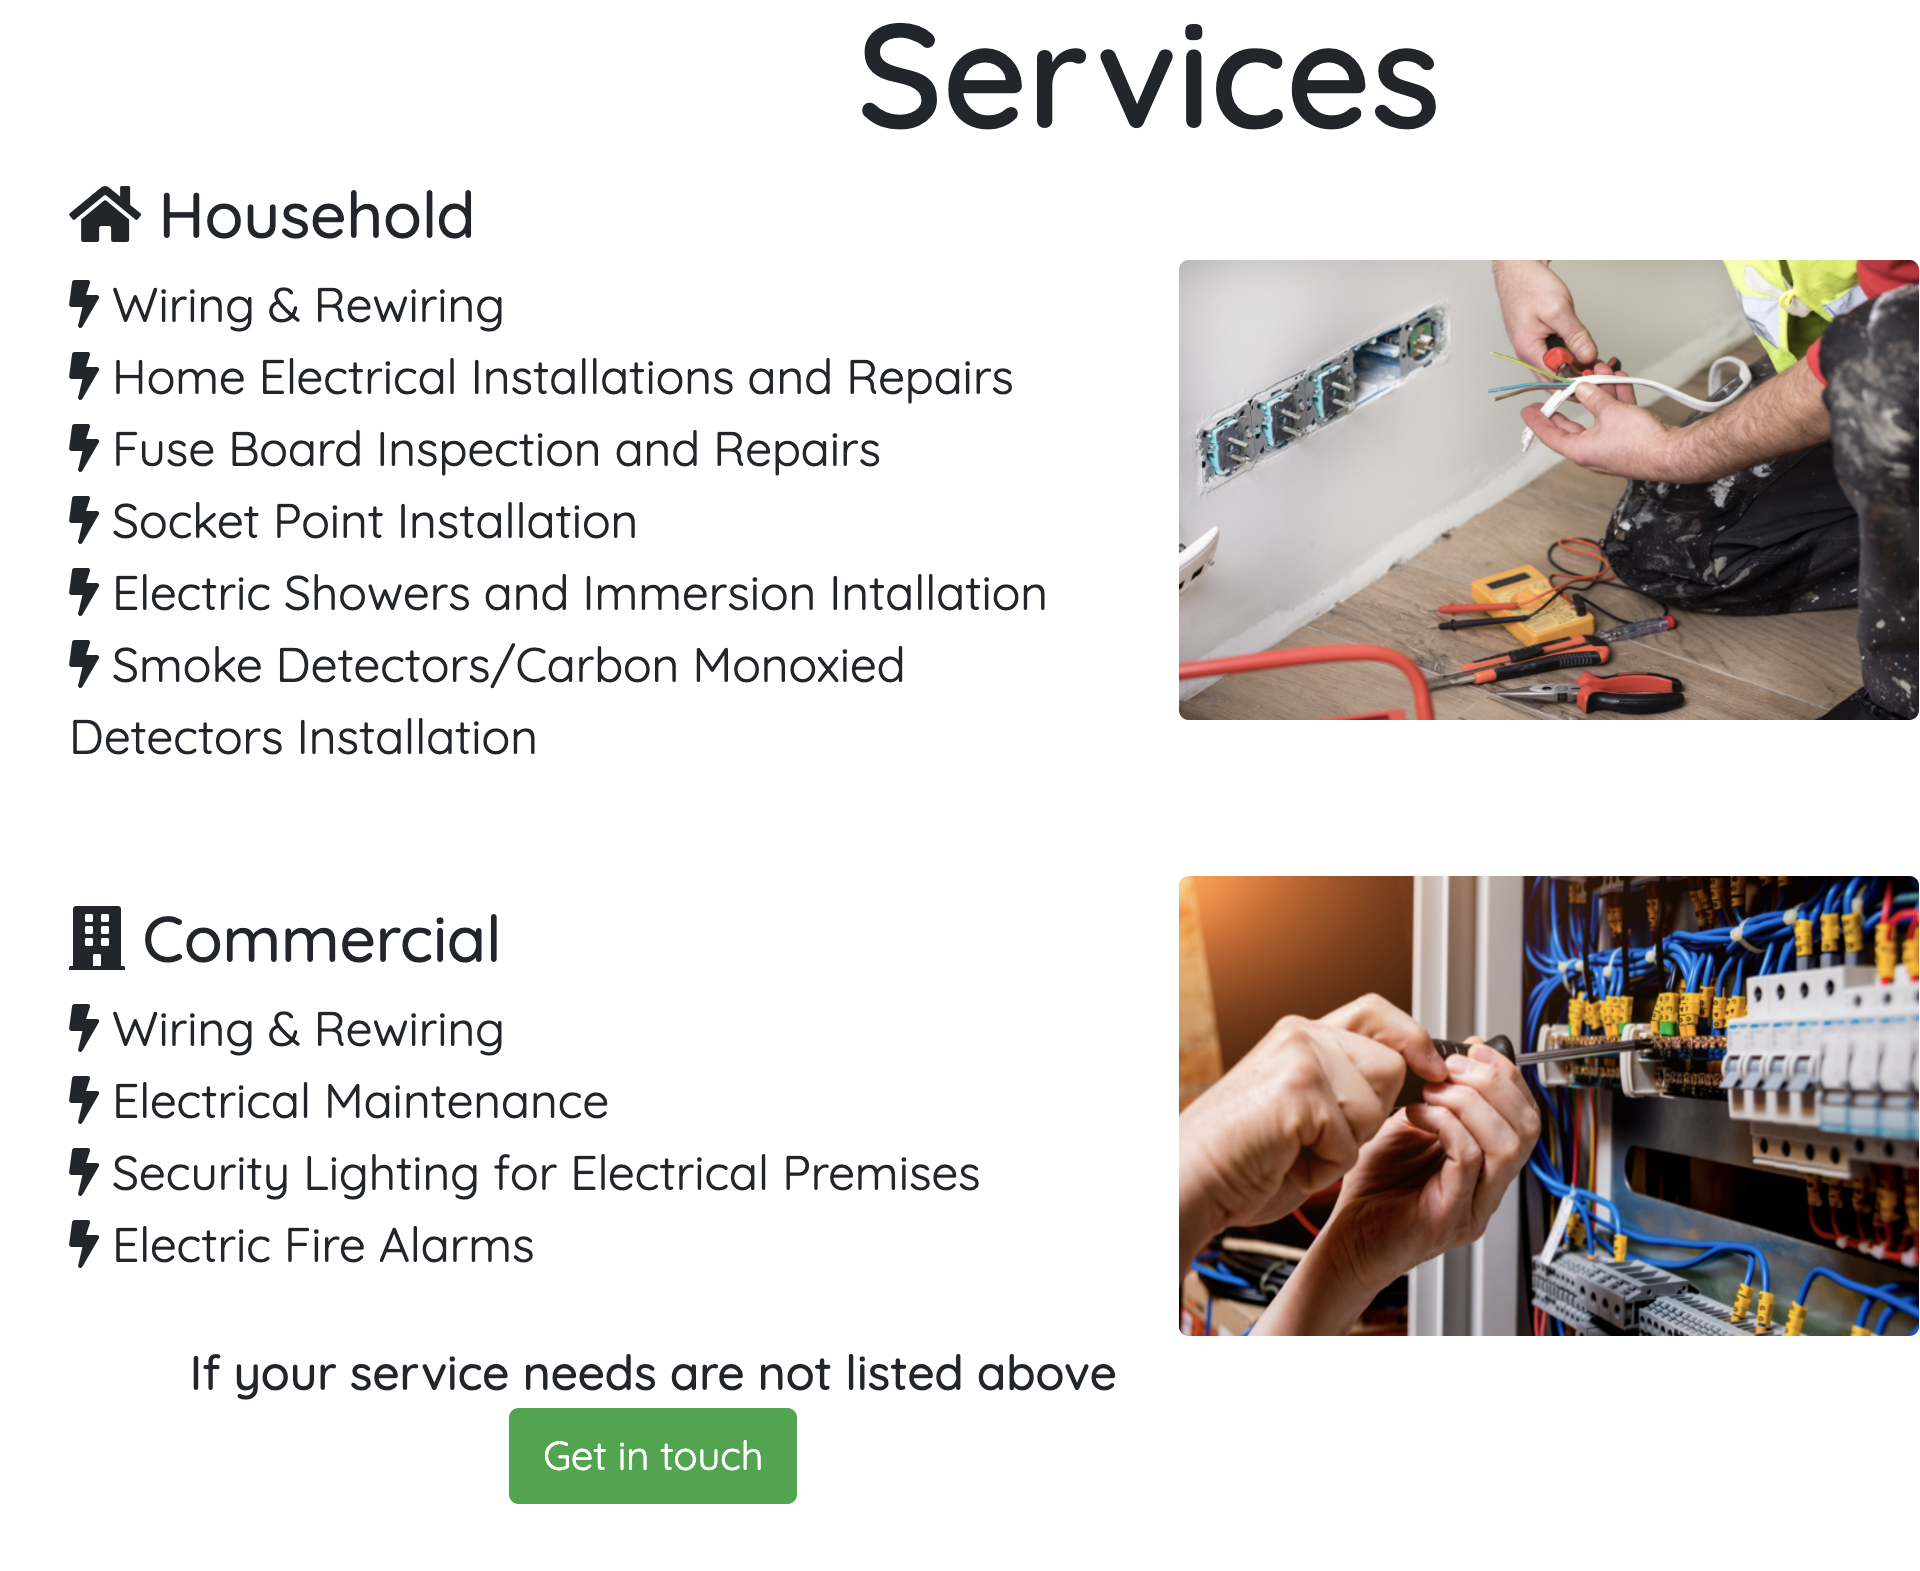 Services
Household
Wiring & Rewiring
Home Electrical Installations and Repairs
Fuse Board Inspection and Repairs
Socket Point Installation
Electric Showers and Immersion Intallation
Smoke Detectors/Carbon Monoxied
Detectors Installation
Commercial
Wiring & Rewiring
Electrical Maintenance
Security Lighting for Electrical Premises
Electric Fire Alarms
If your service needs are not listed above
Get in touch